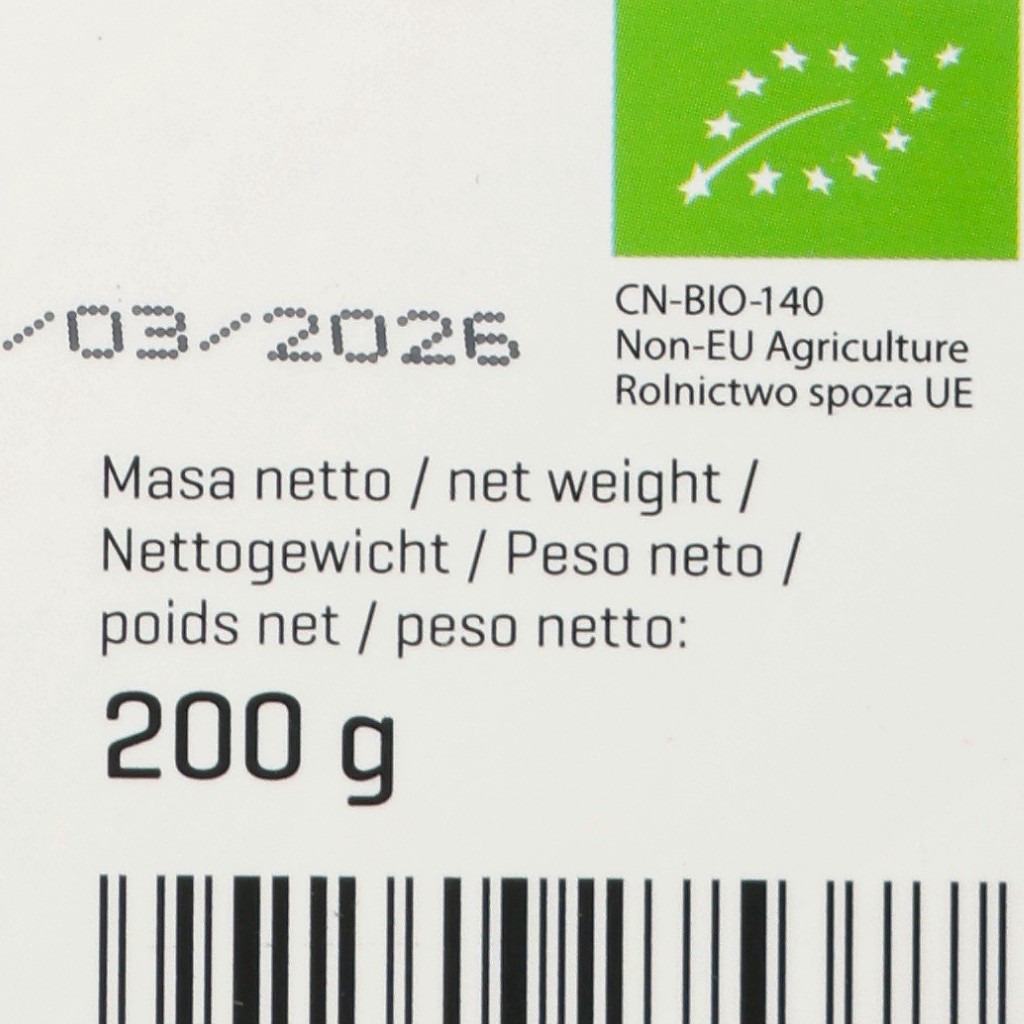 /03/2026
CN-BIO-140
Non-EU Agriculture
Rolnictwo spoza UE
Masa netto / net weight /
Nettogewicht / Peso neto /
poids net / peso netto:
200 g